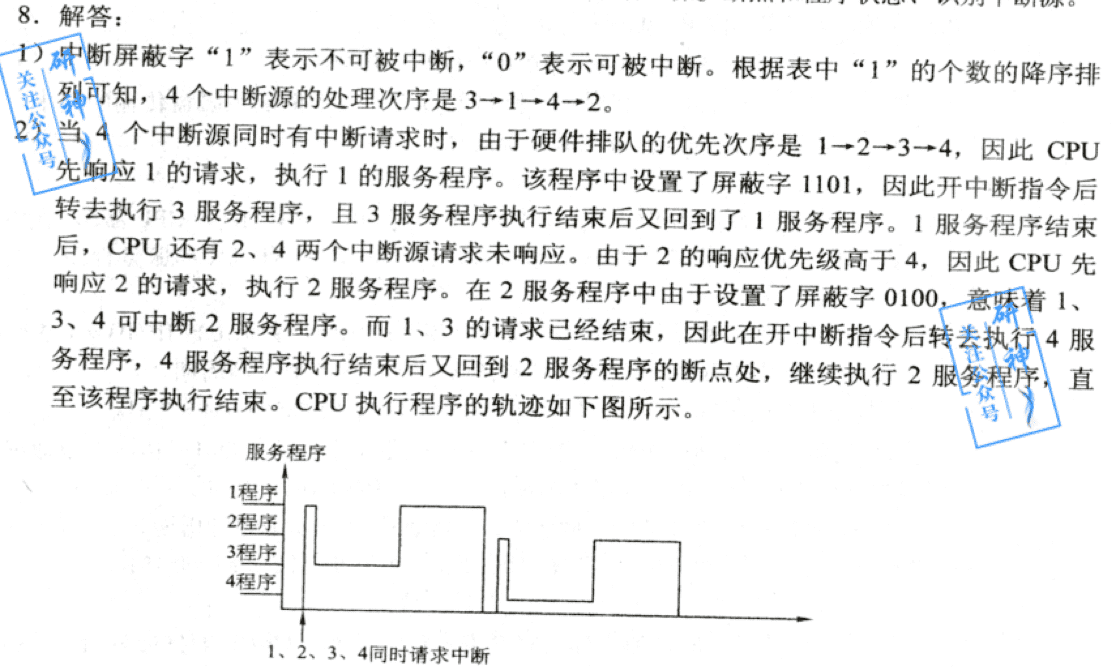 8．解答：
1）中断屏蔽字“1”表示不可被中断，“0”表示可被中断。根据表中“1”的个数的降序排
列可知，4 个中断源的处理次序是 3→1→4→2。
2）当 4 个中断源同时有中断请求时，由于硬件排队的优先次序是 1→2→3→4，因此 CPU
先响应 1 的请求，执行 1 的服务程序。该程序中设置了屏蔽字 1101，因此开中断指令后
转去执行 3 服务程序，且 3 服务程序执行结束后又回到了 1 服务程序。1 服务程序结束
后，CPU 还有 2、4 两个中断源请求未响应。由于 2 的响应优先级高于 4，因此 CPU 先
响应 2 的请求，执行 2 服务程序。在 2 服务程序中由于设置了屏蔽字 0100，意味着 1、
3、4 可中断 2 服务程序。而 1、3 的请求已经结束，因此在开中断指令后转去执行 4 服
务程序，4 服务程序执行结束后又回到 2 服务程序的断点处，继续执行 2 服务程序，直
至该程序执行结束。CPU 执行程序的轨迹如下图所示。
服务程序
1程序
2程序
3程序
4程序
1、2、3、4同时请求中断
关注公众号
研神
关注公众号
研神